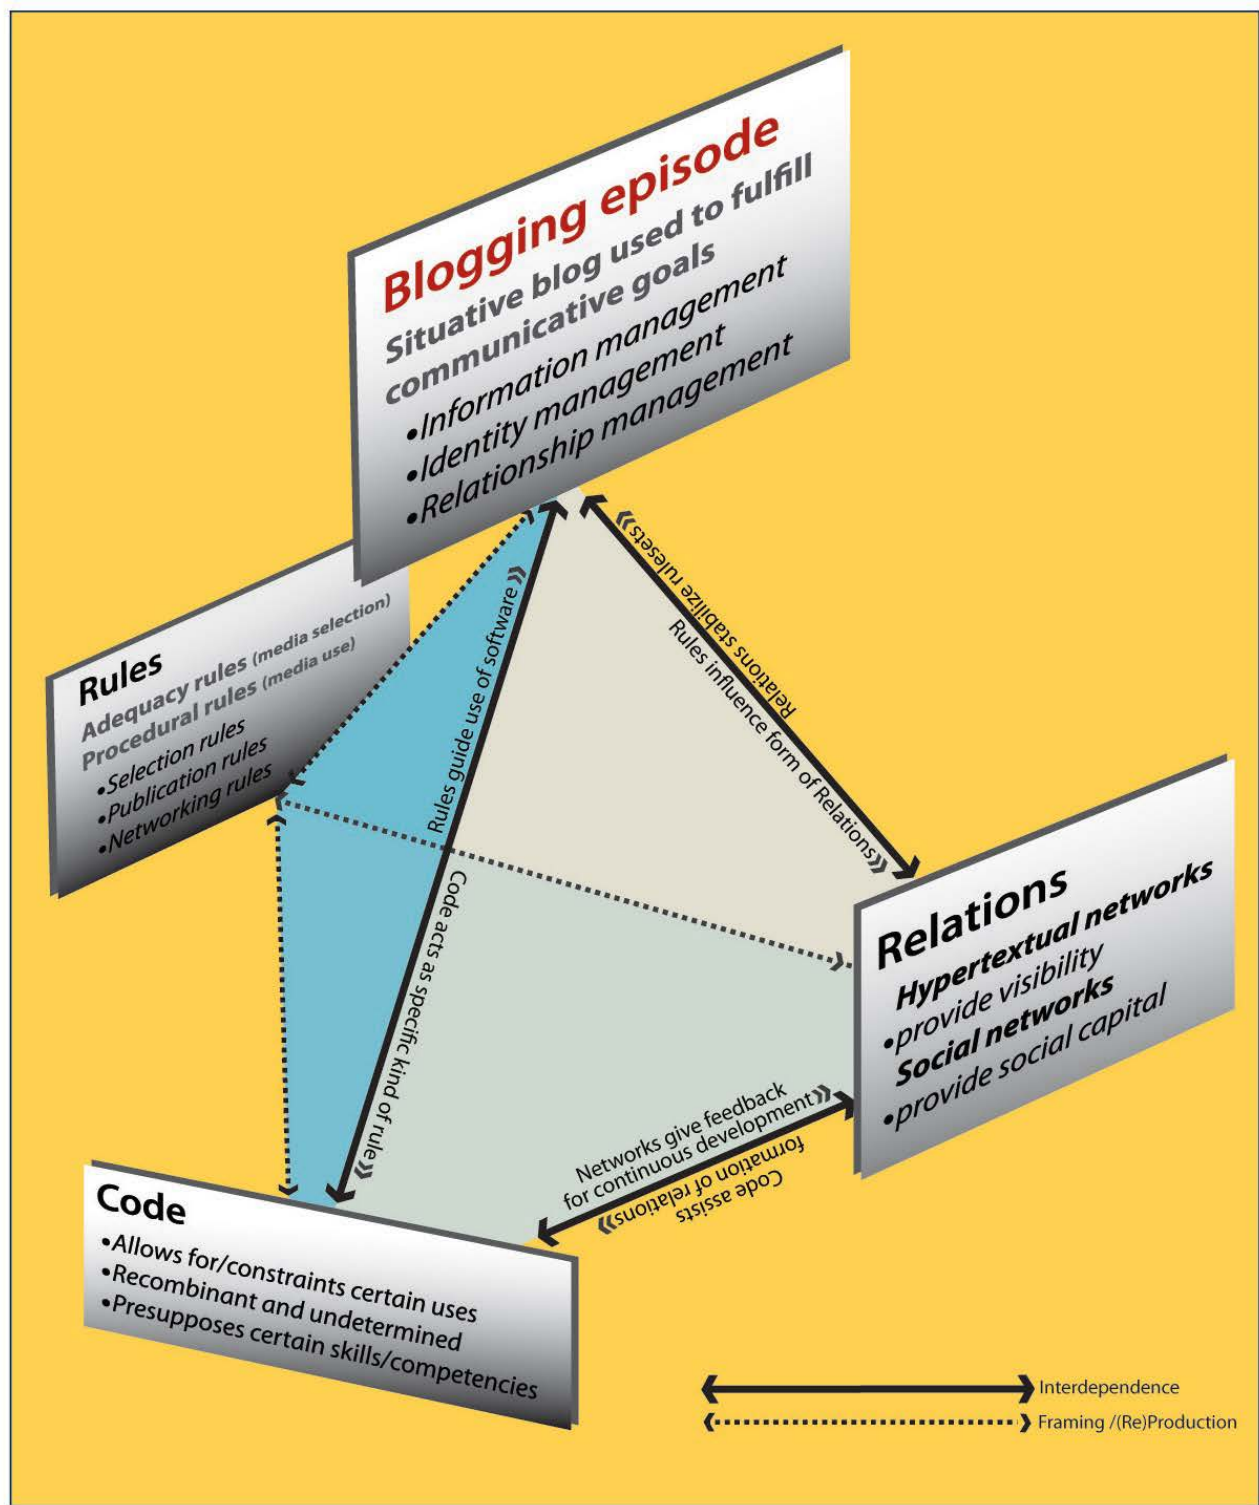 Blogging episode
Situative blog used to fulfill
communicative goals
•Information management
•Identity management
•Relationship management
Rules
Adequacy rules (media selection)
Procedural rules (media use)
•Selection rules
•Publication rules
•Networking rules
Rules guide use of software»
Code acts as specific kind of rule»
Relations stabilize rulesets»
Rules influence form of Relations»
Relations
Hypertextual networks
•provide visibility
Social networks
•provide social capital
Networks give feedback
for continuous development»
Code assists
formation of relations»
Code
•Allows for/constraints certain uses
•Recombinant and undetermined
•Presupposes certain skills/competencies
Interdependence
Framing /(Re)Production